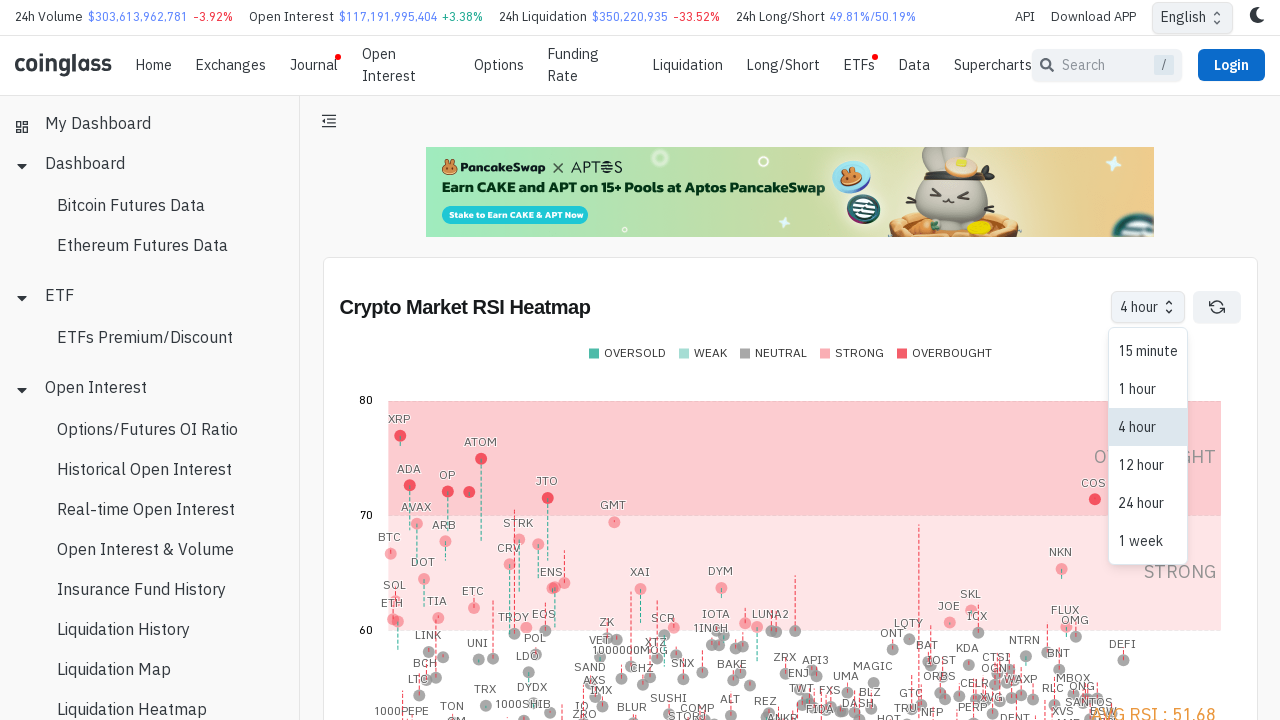 24h Volume $303,613,962,781 -3.92% Open Interest $117,191,995,404 +3.38% 24h Liquidation $350,220,935 -33.52% 24h Long/Short 49.81%/50.19% API Download APP English
coinglass Home Exchanges Journal Open Interest Options Funding Rate Liquidation Long/Short ETFs Data Supercharts Search / Login
My Dashboard
Dashboard
Bitcoin Futures Data
Ethereum Futures Data
ETF
ETFs Premium/Discount
Open Interest
Options/Futures OI Ratio
Historical Open Interest
Real-time Open Interest
Open Interest & Volume
Insurance Fund History
Liquidation History
Liquidation Map
Liquidation Heatmap
PancakeSwap X APTOS
Earn CAKE and APT on 15+ Pools at Aptos PancakeSwap
Stake to Earn CAKE & APT Now
Crypto Market RSI Heatmap
4 hour
15 minute
1 hour
4 hour
12 hour
24 hour
1 week
OVERSOLD WEAK NEUTRAL STRONG OVERBOUGHT
80
XRP
ATOM
ADA
OP
JTO
COS
AVAX
GMT
70
ARB
STRK
BTC
CRV
NKN
DOT
ENS
XAI
DYM
STRONG
SOL
ETC
SKL
ETH
TIA
JOE
FLUX
TRDY
EOS
SCR
IOTA
LUNA2
ICX
OMG
60
ZK
1INCH
LQTY
LINK
POL
VET
ONT
NTRN
UNI
XTZ
BAT
DEFI
1000000MOG
KDA
BNT
BCH
LDO
SAND
SNX
BAKE
ZRX
API3
MAGIC
IOST
CTSI
OGN
LTC
DYDX
AXS
CHZ
ENJ
UMA
ORBS
WAXP
MBOX
TRX
IMX
TWT
FXS
BLZ
GTC
CELR
RLC
ONG
1000PEPE
TON
1000SHIB
SUSHI
ALT
REZ
DASH
XVG
SANTOS
BLUR
COMP
FIDA
TRU
NFP
PERP
XVS
STORJ
ANKR
HOT
DENT
RSI : 51.68